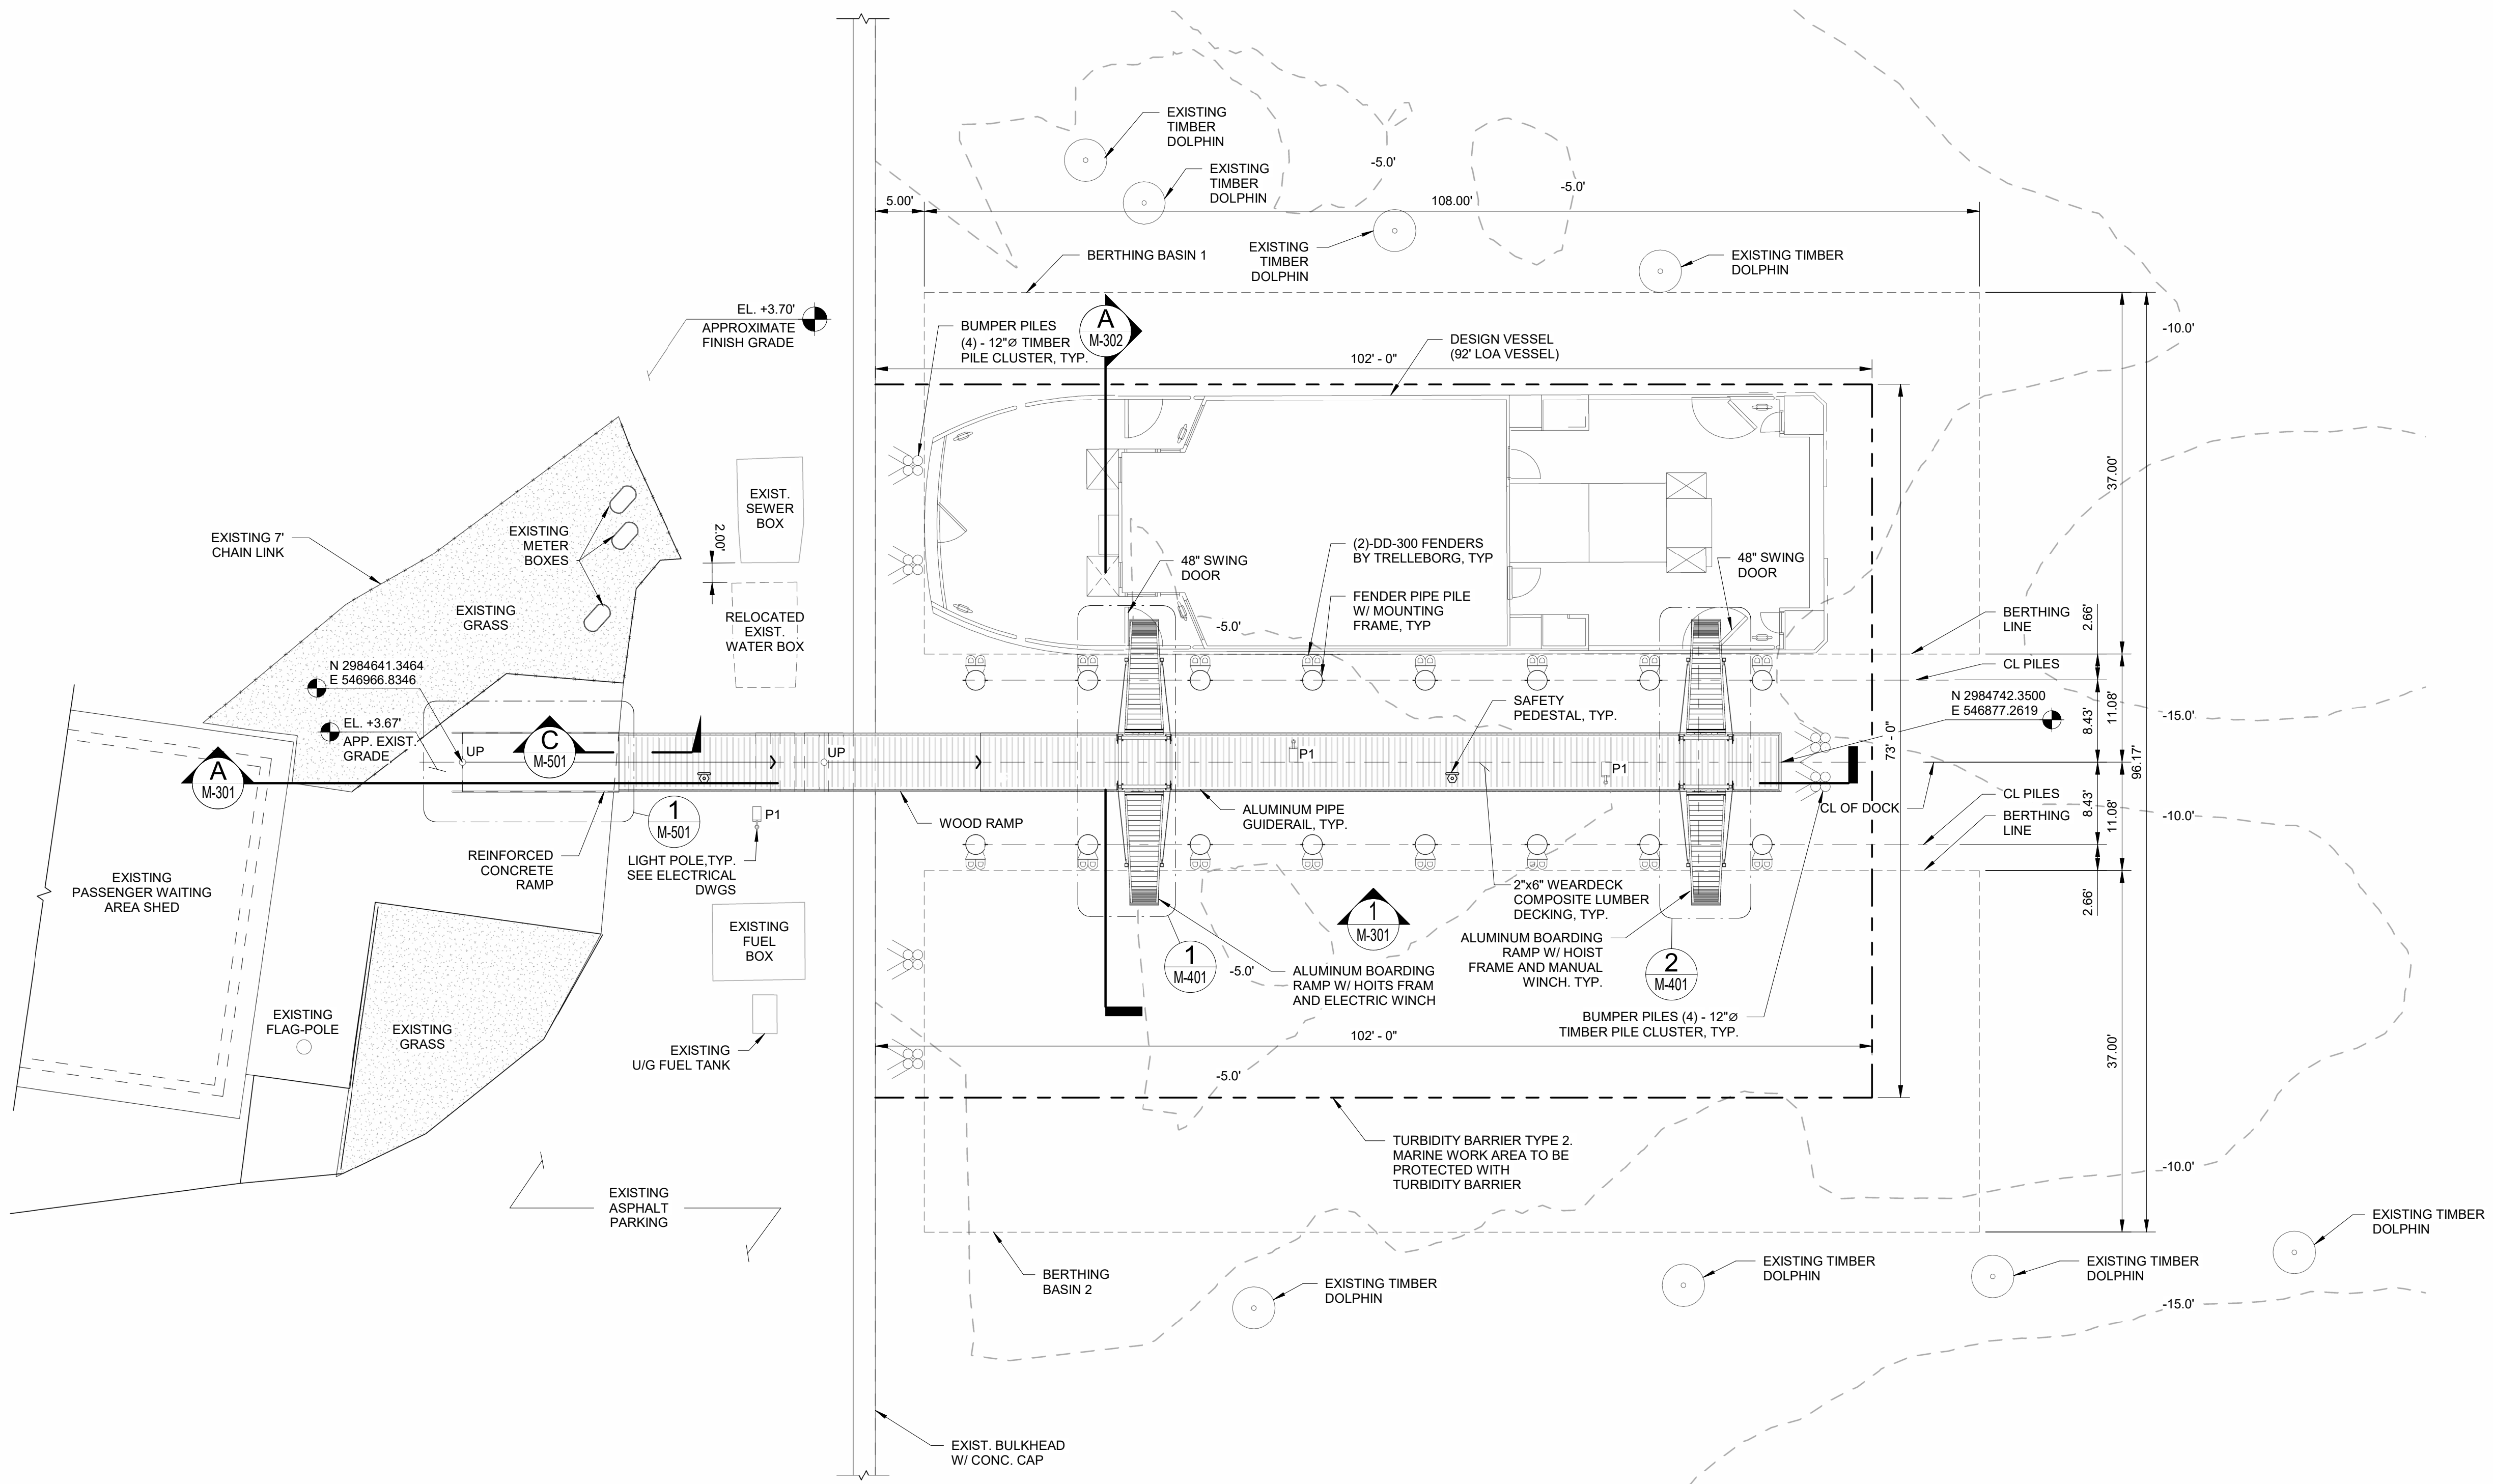 EXISTING
TIMBER
DOLPHIN
EXISTING
TIMBER
DOLPHIN
-5.0'
-5.0'
5.00'
108.00'
EXISTING
TIMBER
DOLPHIN
EXISTING TIMBER
DOLPHIN
BERTHING BASIN 1
EL. +3.70'
APPROXIMATE
FINISH GRADE
BUMPER PILES
(4) - 12"Ø TIMBER
PILE CLUSTER, TYP.
A
M-302
DESIGN VESSEL
(92' LOA VESSEL)
102' - 0"
-10.0'
37.00'
EXIST.
SEWER
BOX
EXISTING 7'
CHAIN LINK
EXISTING
METER
BOXES
2.00'
48" SWING
DOOR
(2)-DD-300 FENDERS
BY TRELLEBORG, TYP
48" SWING
DOOR
FENDER PIPE PILE
W/ MOUNTING
FRAME, TYP
EXISTING
GRASS
RELOCATED
EXIST.
WATER BOX
-5.0'
BERTHING
LINE
2.66'
CL PILES
N 2984641.3464
E 546966.8346
N 2984742.3500
E 546877.2619
SAFETY
PEDESTAL, TYP.
8.43'
11.08'
-15.0'
EL. +3.67'
APP. EXIST.
GRADE
UP
C
M-501
UP
P1
P1
73' - 0"
96.17'
A
M-301
1
M-501
P1
WOOD RAMP
ALUMINUM PIPE
GUIDERAIL, TYP.
CL OF DOCK
CL PILES
BERTHING
LINE
8.43'
11.08'
-10.0'
2.66'
REINFORCED
CONCRETE
RAMP
LIGHT POLE,TYP.
SEE ELECTRICAL
DWGS
EXISTING
PASSENGER WAITING
AREA SHED
2"x6" WEARDECK
COMPOSITE LUMBER
DECKING, TYP.
1
M-301
EXISTING
FUEL
BOX
1
M-401
-5.0'
ALUMINUM BOARDING
RAMP W/ HOITS FRAM
AND ELECTRIC WINCH
ALUMINUM BOARDING
RAMP W/ HOIST
FRAME AND MANUAL
WINCH. TYP.
2
M-401
EXISTING
FLAG-POLE
EXISTING
GRASS
EXISTING
U/G FUEL TANK
BUMPER PILES (4) - 12"Ø
TIMBER PILE CLUSTER, TYP.
102' - 0"
37.00'
-5.0'
TURBIDITY BARRIER TYPE 2.
MARINE WORK AREA TO BE
PROTECTED WITH
TURBIDITY BARRIER
-10.0'
EXISTING
ASPHALT
PARKING
EXISTING TIMBER
DOLPHIN
BERTHING
BASIN 2
EXISTING TIMBER
DOLPHIN
EXISTING TIMBER
DOLPHIN
EXISTING TIMBER
DOLPHIN
-15.0'
EXIST. BULKHEAD
W/ CONC. CAP